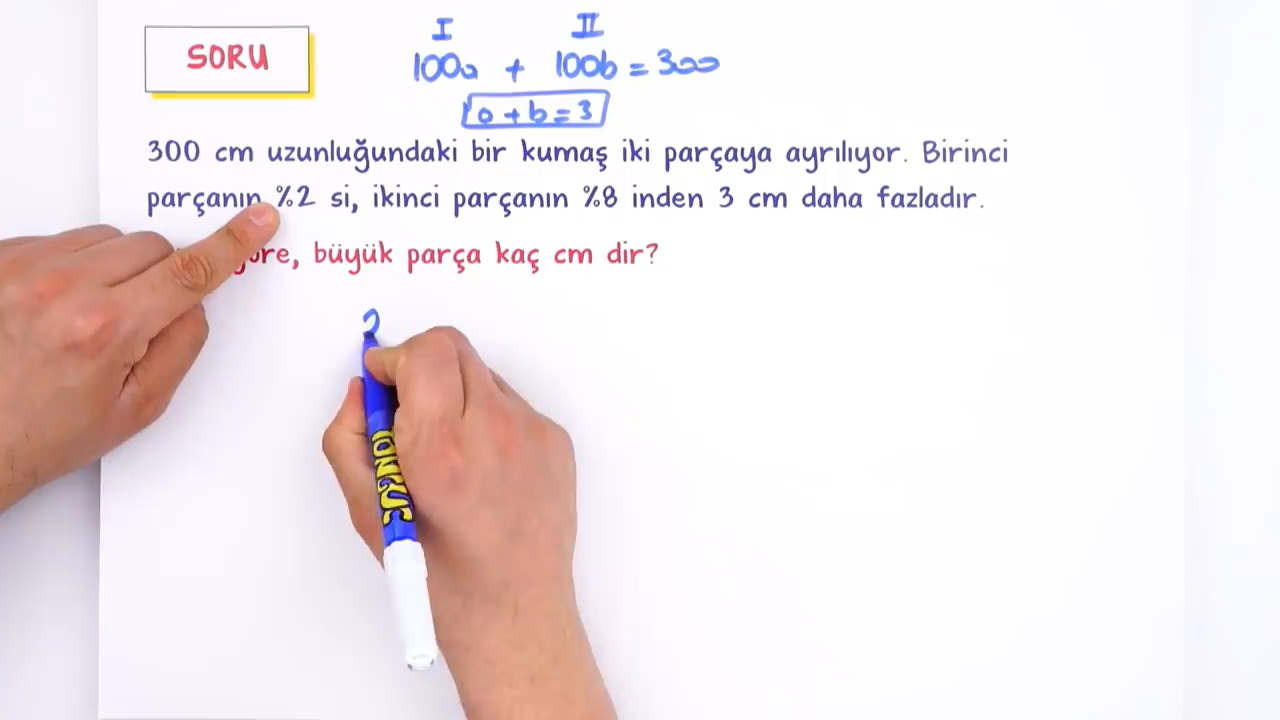 I II
SORU
100a + 100b = 300
a + b = 3
300 cm uzunluğundaki bir kumaş iki parçaya ayrılıyor. Birinci
parçanın %2 si, ikinci parçanın %8 inden 3 cm daha fazladır.
göre, büyük parça kaç cm dir?
2
TONGUÇ